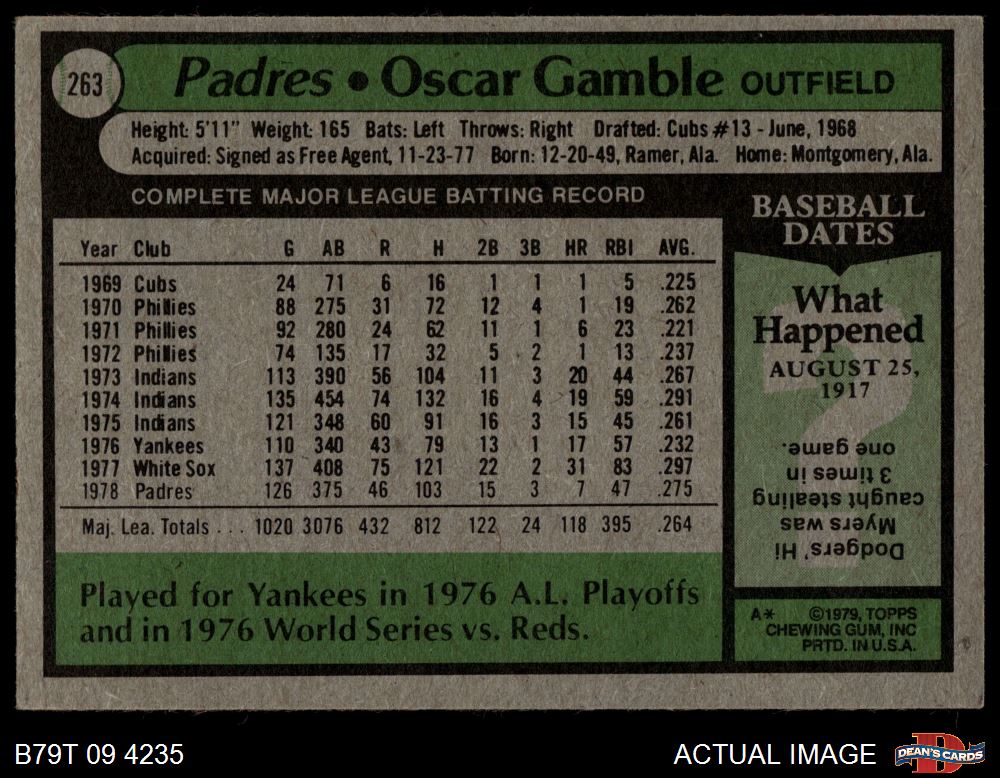 263
Padres • Oscar Gamble OUTFIELD
Height: 5'11" Weight: 165 Bats: Left Throws: Right Drafted: Cubs #13 - June, 1968
Acquired: Signed as Free Agent, 11-23-77 Born: 12-20-49, Ramer, Ala. Home: Montgomery, Ala.
COMPLETE MAJOR LEAGUE BATTING RECORD
Year Club G AB R H 2B 3B HR RBI AVG.
1969 Cubs 24 71 6 16 1 1 1 5 .225
1970 Phillies 88 275 31 72 12 4 1 19 .262
1971 Phillies 92 280 24 62 11 1 6 23 .221
1972 Phillies 74 135 17 32 5 2 1 13 .237
1973 Indians 113 390 56 104 11 3 20 44 .267
1974 Indians 135 454 74 132 16 4 19 59 .291
1975 Indians 121 348 60 91 16 3 15 45 .261
1976 Yankees 110 340 43 79 13 1 17 57 .232
1977 White Sox 137 408 75 121 22 2 31 83 .297
1978 Padres 126 375 46 103 15 3 7 47 .275
Maj. Lea. Totals . . . 1020 3076 432 812 122 24 118 395 .264
Played for Yankees in 1976 A.L. Playoffs
and in 1976 World Series vs. Reds.
BASEBALL
DATES
What
Happened
AUGUST 25,
1917
Dodgers' Hi
Myers was
caught stealing
3 times in
one game.
A* ©1979, TOPPS
CHEWING GUM, INC
PRTD. IN U.S.A.
B79T 09 4235
ACTUAL IMAGE
D
DEAN'S CARDS